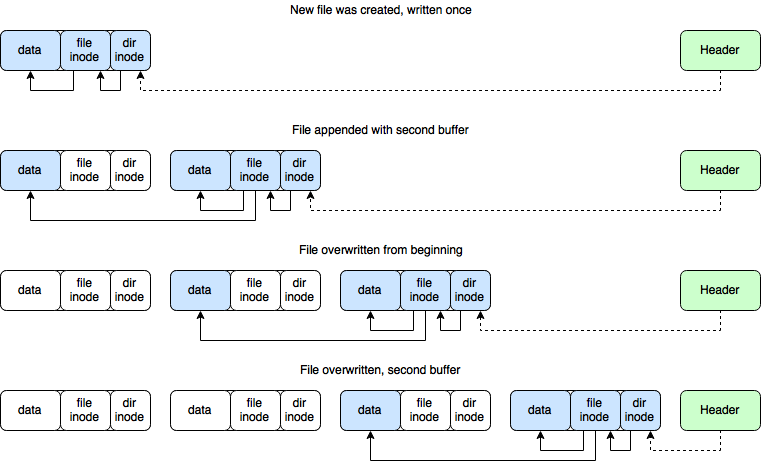 New file was created, written once
data file inode dir inode Header
File appended with second buffer
data file inode dir inode data file inode dir inode Header
File overwritten from beginning
data file inode dir inode data file inode dir inode data file inode dir inode Header
File overwritten, second buffer
data file inode dir inode data file inode dir inode data file inode dir inode data file inode dir inode Header